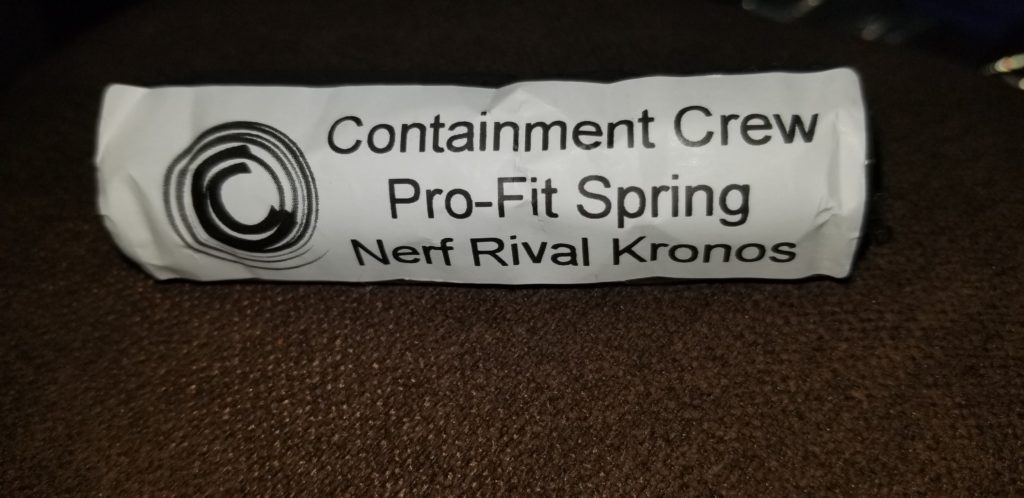 Containment Crew
Pro-Fit Spring
Nerf Rival Kronos